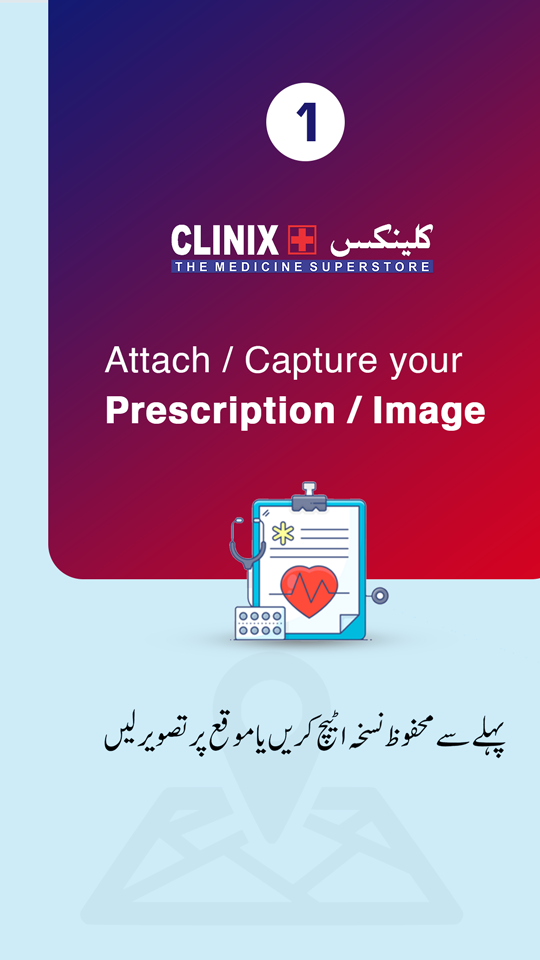 1
CLINIX کلینکس
THE MEDICINE SUPERSTORE
Attach / Capture your
Prescription / Image
پہلے سے محفوظ نسخہ اٹیچ کریں یا موقع پر تصویر لیں